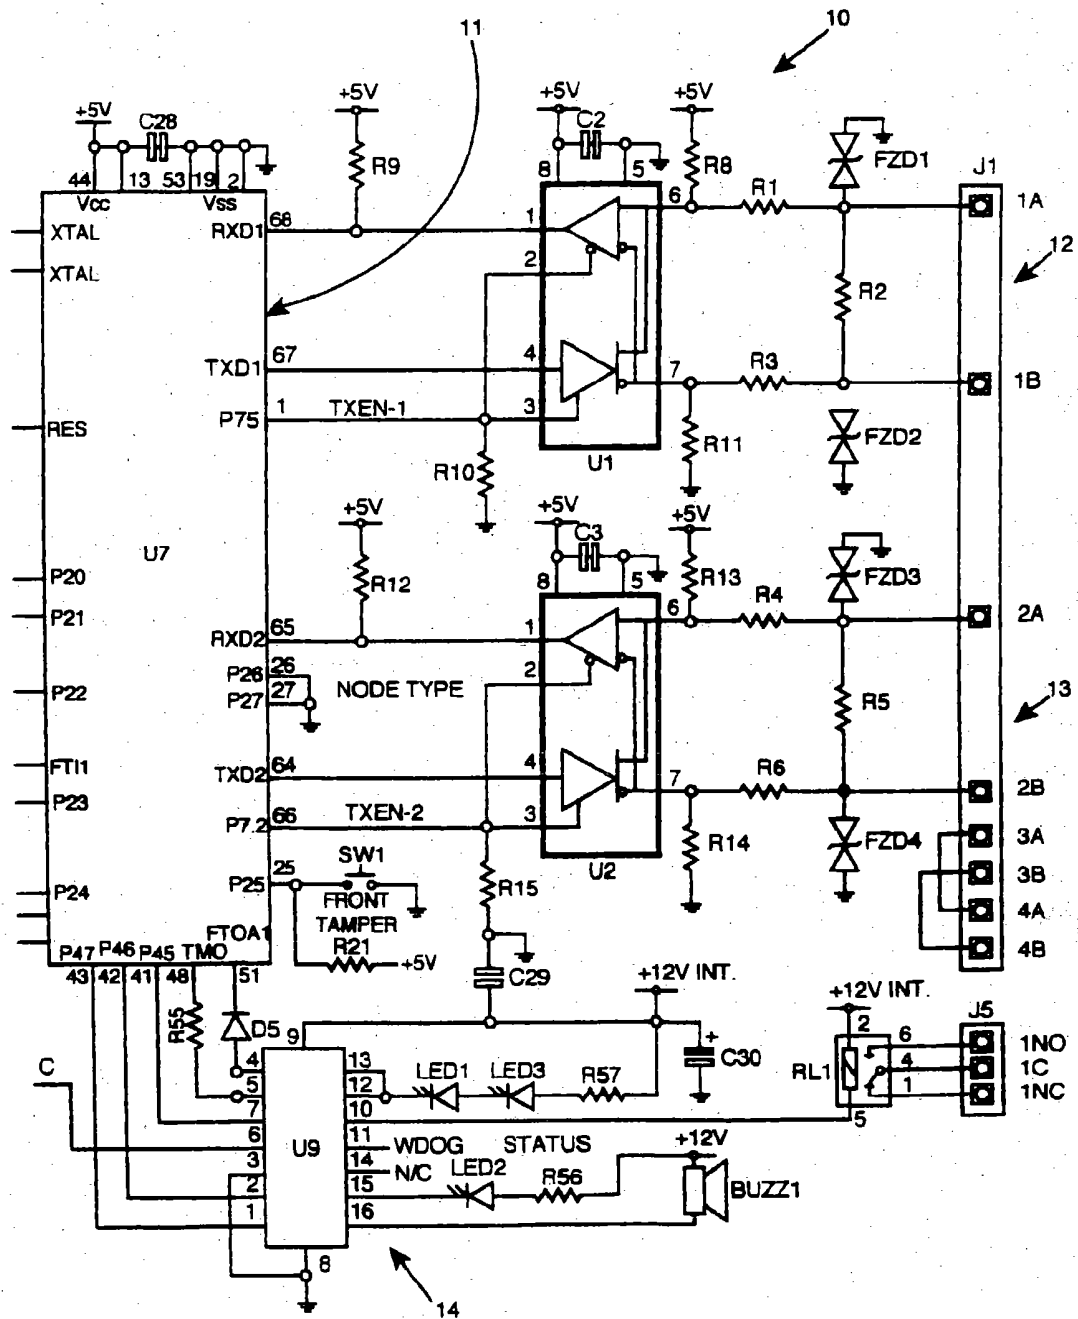 11
10
+5V
C28
+5V
+5V
C2
+5V
R9
R8
FZD1
J1
44
13
53
19
2
8
5
6
R1
1A
Vcc
Vss
XTAL
RXD1
68
1
12
XTAL
2
R2
TXD1
67
4
7
R3
1B
P75
1
TXEN-1
3
RES
R10
U1
R11
FZD2
+5V
+5V
C3
+5V
U7
R12
8
5
R13
FZD3
P20
6
R4
2A
P21
RXD2
65
1
P26
26
2
P22
P27
27
NODE TYPE
R5
13
FTI1
TXD2
64
4
7
R6
2B
P23
P7.2
66
TXEN-2
3
R14
FZD4
3A
P24
P25
25
SW1
R15
U2
3B
FRONT
TAMPER
4A
FTOA1
R21
+5V
4B
P47
P46
P45
TMO
43
42
41
48
51
C29
+12V INT.
+12V INT.
R55
D5
9
+
C30
2
J5
RL1
6
1NO
4
1C
1
1NC
5
C
4
13
LED1
LED3
R57
5
12
7
10
6
U9
11
WDOG
STATUS
+12V
3
14
N/C
LED2
2
15
R56
BUZZ1
1
16
8
14